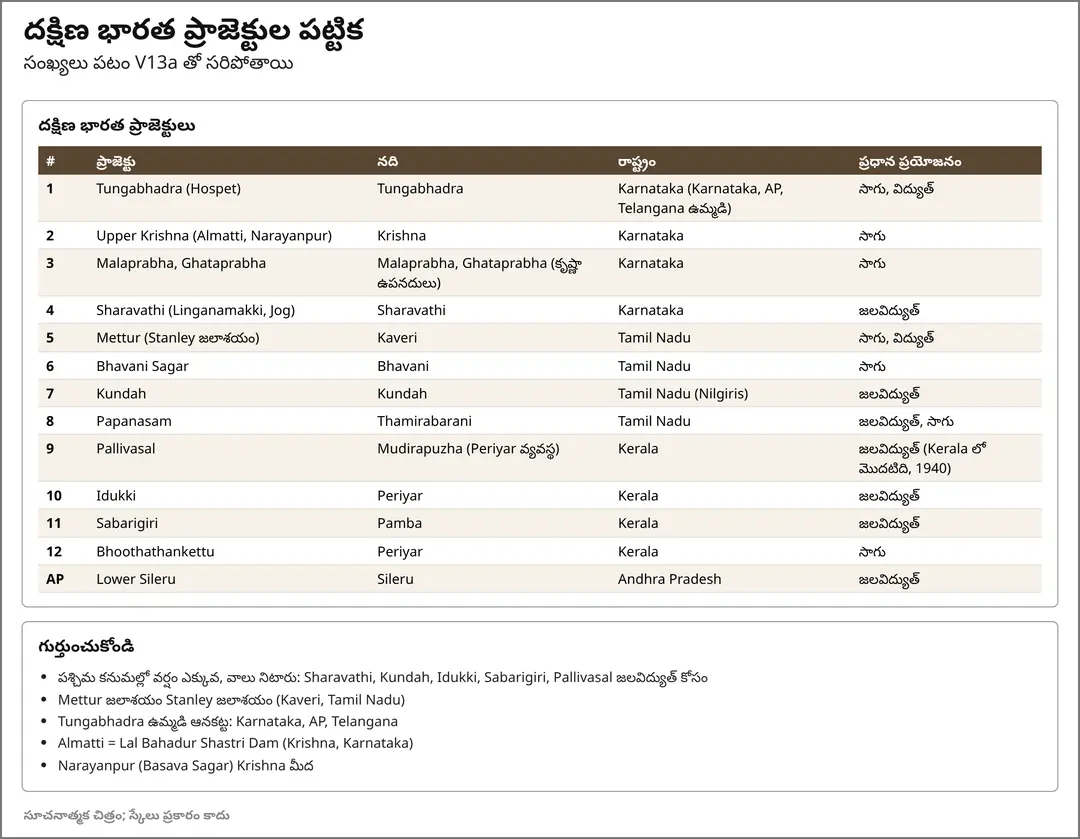 దక్షిణ భారత ప్రాజెక్టుల పట్టిక
సంఖ్యలు పటం V13a తో సరిపోతాయి
దక్షిణ భారత ప్రాజెక్టులు
# ప్రాజెక్టు నది రాష్ట్రం ప్రధాన ప్రయోజనం
1 Tungabhadra (Hospet) Tungabhadra Karnataka (Karnataka, AP, Telangana ఉమ్మడి) సాగు, విద్యుత్
2 Upper Krishna (Almatti, Narayanpur) Krishna Karnataka సాగు
3 Malaprabha, Ghataprabha Malaprabha, Ghataprabha (కృష్ణా ఉపనదులు) Karnataka సాగు
4 Sharavathi (Linganamakki, Jog) Sharavathi Karnataka జలవిద్యుత్
5 Mettur (Stanley జలాశయం) Kaveri Tamil Nadu సాగు, విద్యుత్
6 Bhavani Sagar Bhavani Tamil Nadu సాగు
7 Kundah Kundah Tamil Nadu (Nilgiris) జలవిద్యుత్
8 Papanasam Thamirabarani Tamil Nadu జలవిద్యుత్, సాగు
9 Pallivasal Mudirapuzha (Periyar వ్యవస్థ) Kerala జలవిద్యుత్ (Kerala లో మొదటిది, 1940)
10 Idukki Periyar Kerala జలవిద్యుత్
11 Sabarigiri Pamba Kerala జలవిద్యుత్
12 Bhoothathankettu Periyar Kerala సాగు
AP Lower Sileru Sileru Andhra Pradesh జలవిద్యుత్
గుర్తుంచుకోండి
• పశ్చిమ కనుమల్లో వర్షం ఎక్కువ, వాలు నిటారు: Sharavathi, Kundah, Idukki, Sabarigiri, Pallivasal జలవిద్యుత్ కోసం
• Mettur జలాశయం Stanley జలాశయం (Kaveri, Tamil Nadu)
• Tungabhadra ఉమ్మడి ఆనకట్ట: Karnataka, AP, Telangana
• Almatti = Lal Bahadur Shastri Dam (Krishna, Karnataka)
• Narayanpur (Basava Sagar) Krishna మీద
సూచనాత్మక చిత్రం; స్కేలు ప్రకారం కాదు